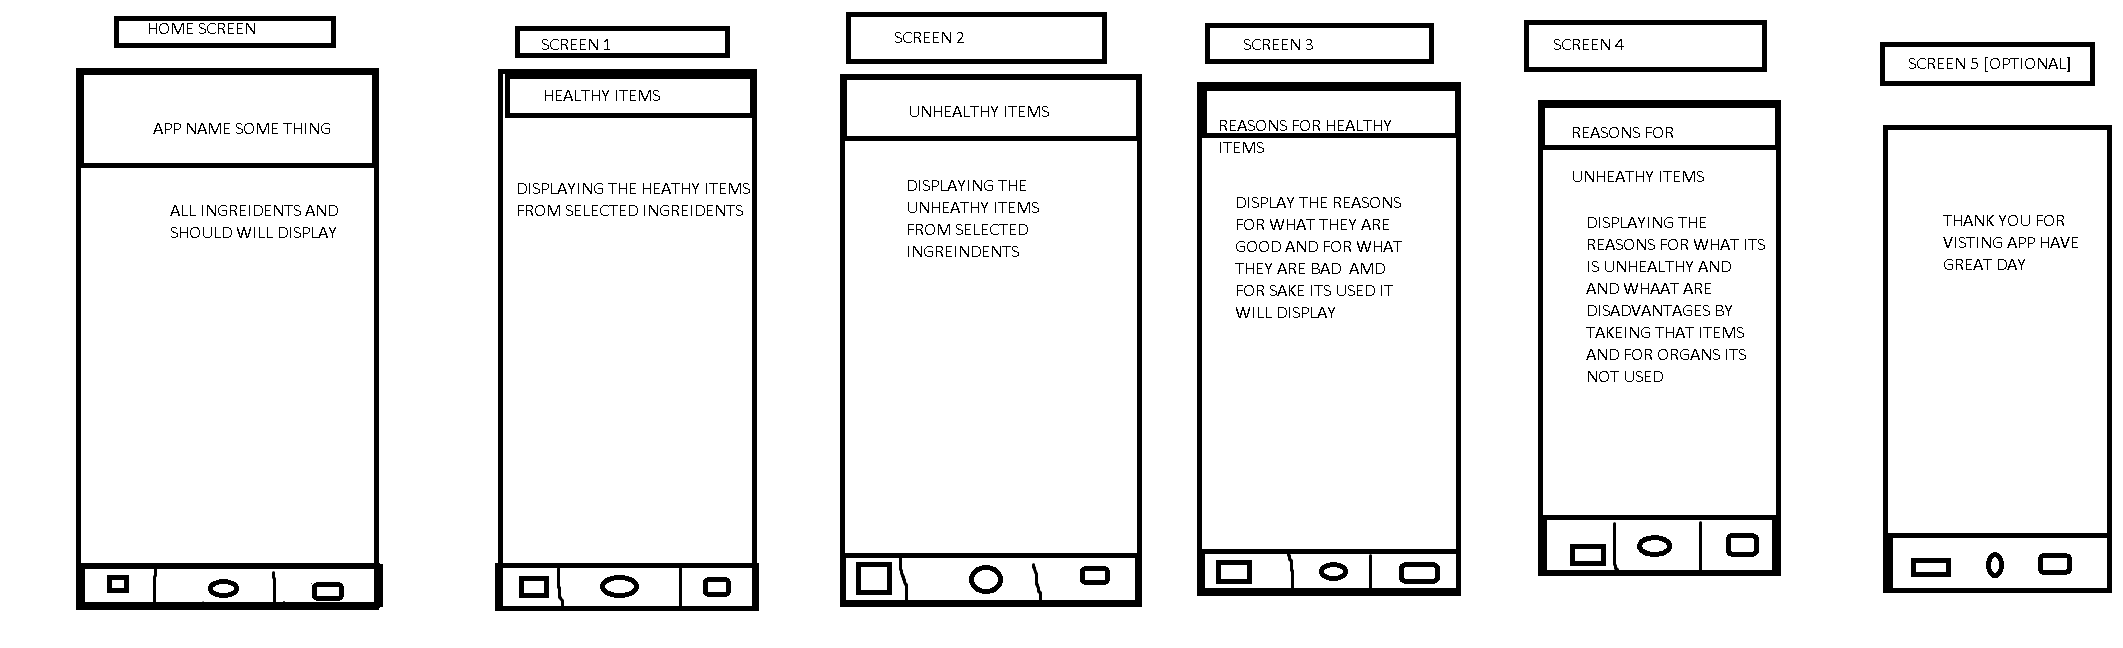 HOME SCREEN
APP NAME SOME THING
ALL INGREIDENTS AND
SHOULD WILL DISPLAY
SCREEN 1
HEALTHY ITEMS
DISPLAYING THE HEATHY ITEMS
FROM SELECTED INGREIDENTS
SCREEN 2
UNHEALTHY ITEMS
DISPLAYING THE
UNHEATHY ITEMS
FROM SELECTED
INGREINDENTS
SCREEN 3
REASONS FOR HEALTHY
ITEMS
DISPLAY THE REASONS
FOR WHAT THEY ARE
GOOD AND FOR WHAT
THEY ARE BAD AMD
FOR SAKE ITS USED IT
WILL DISPLAY
SCREEN 4
REASONS FOR
UNHEATHY ITEMS
DISPLAYING THE
REASONS FOR WHAT ITS
IS UNHEALTHY AND
AND WHAAT ARE
DISADVANTAGES BY
TAKEING THAT ITEMS
AND FOR ORGANS ITS
NOT USED
SCREEN 5 [OPTIONAL]
THANK YOU FOR
VISTING APP HAVE
GREAT DAY